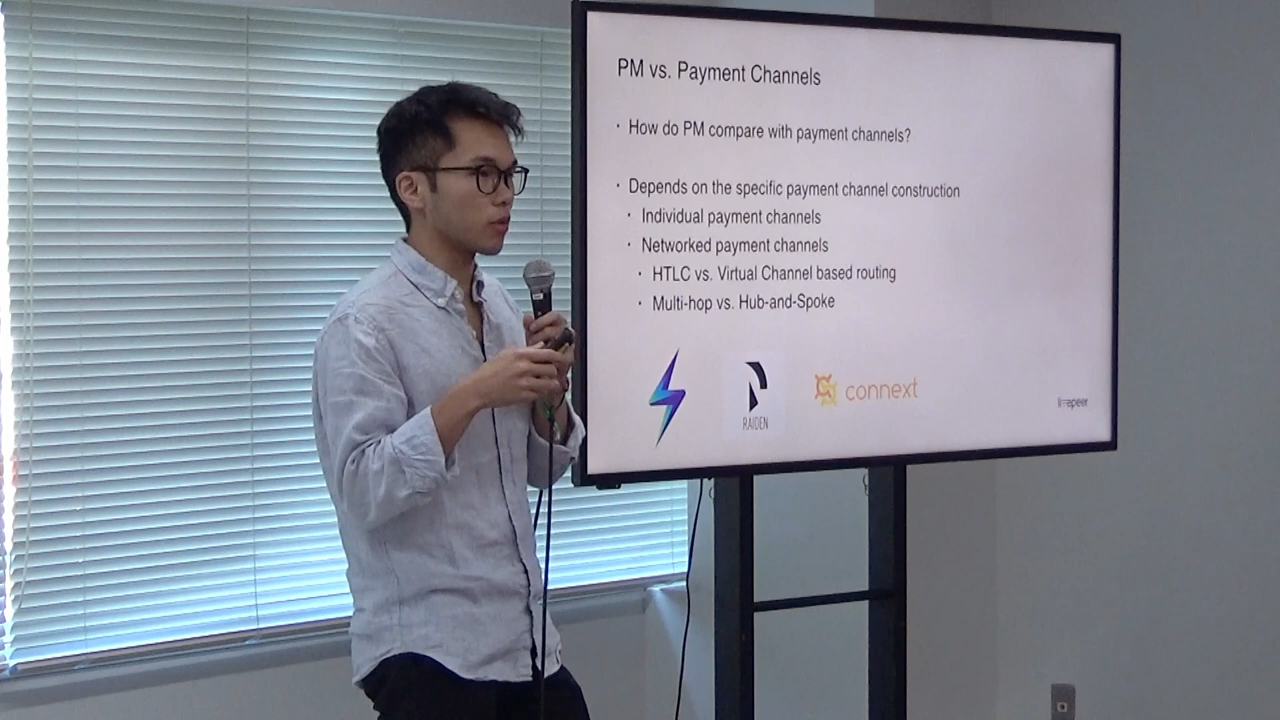 PM vs. Payment Channels
· How do PM compare with payment channels?
· Depends on the specific payment channel construction
· Individual payment channels
· Networked payment channels
· HTLC vs. Virtual Channel based routing
· Multi-hop vs. Hub-and-Spoke
RAIDEN
connext
livepeer